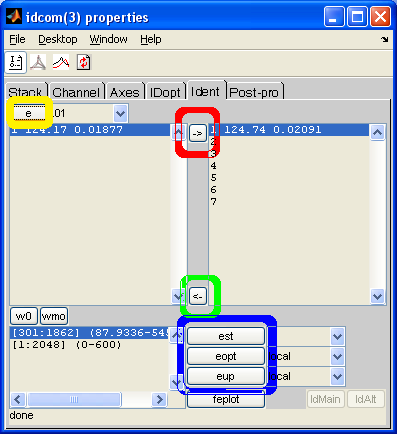 idcom(3) properties
File Desktop Window Help
Stack Channel Axes IDopt Ident Post-pro
e .01
1 124.17 0.01877
->
1 124.74 0.02091
2
3
4
5
6
7
<-
w0 wmo
[301:1862] (87.9336-545
[1:2048] (0-600)
est
eopt cal
eup cal
feplot IdMain IdAlt
done